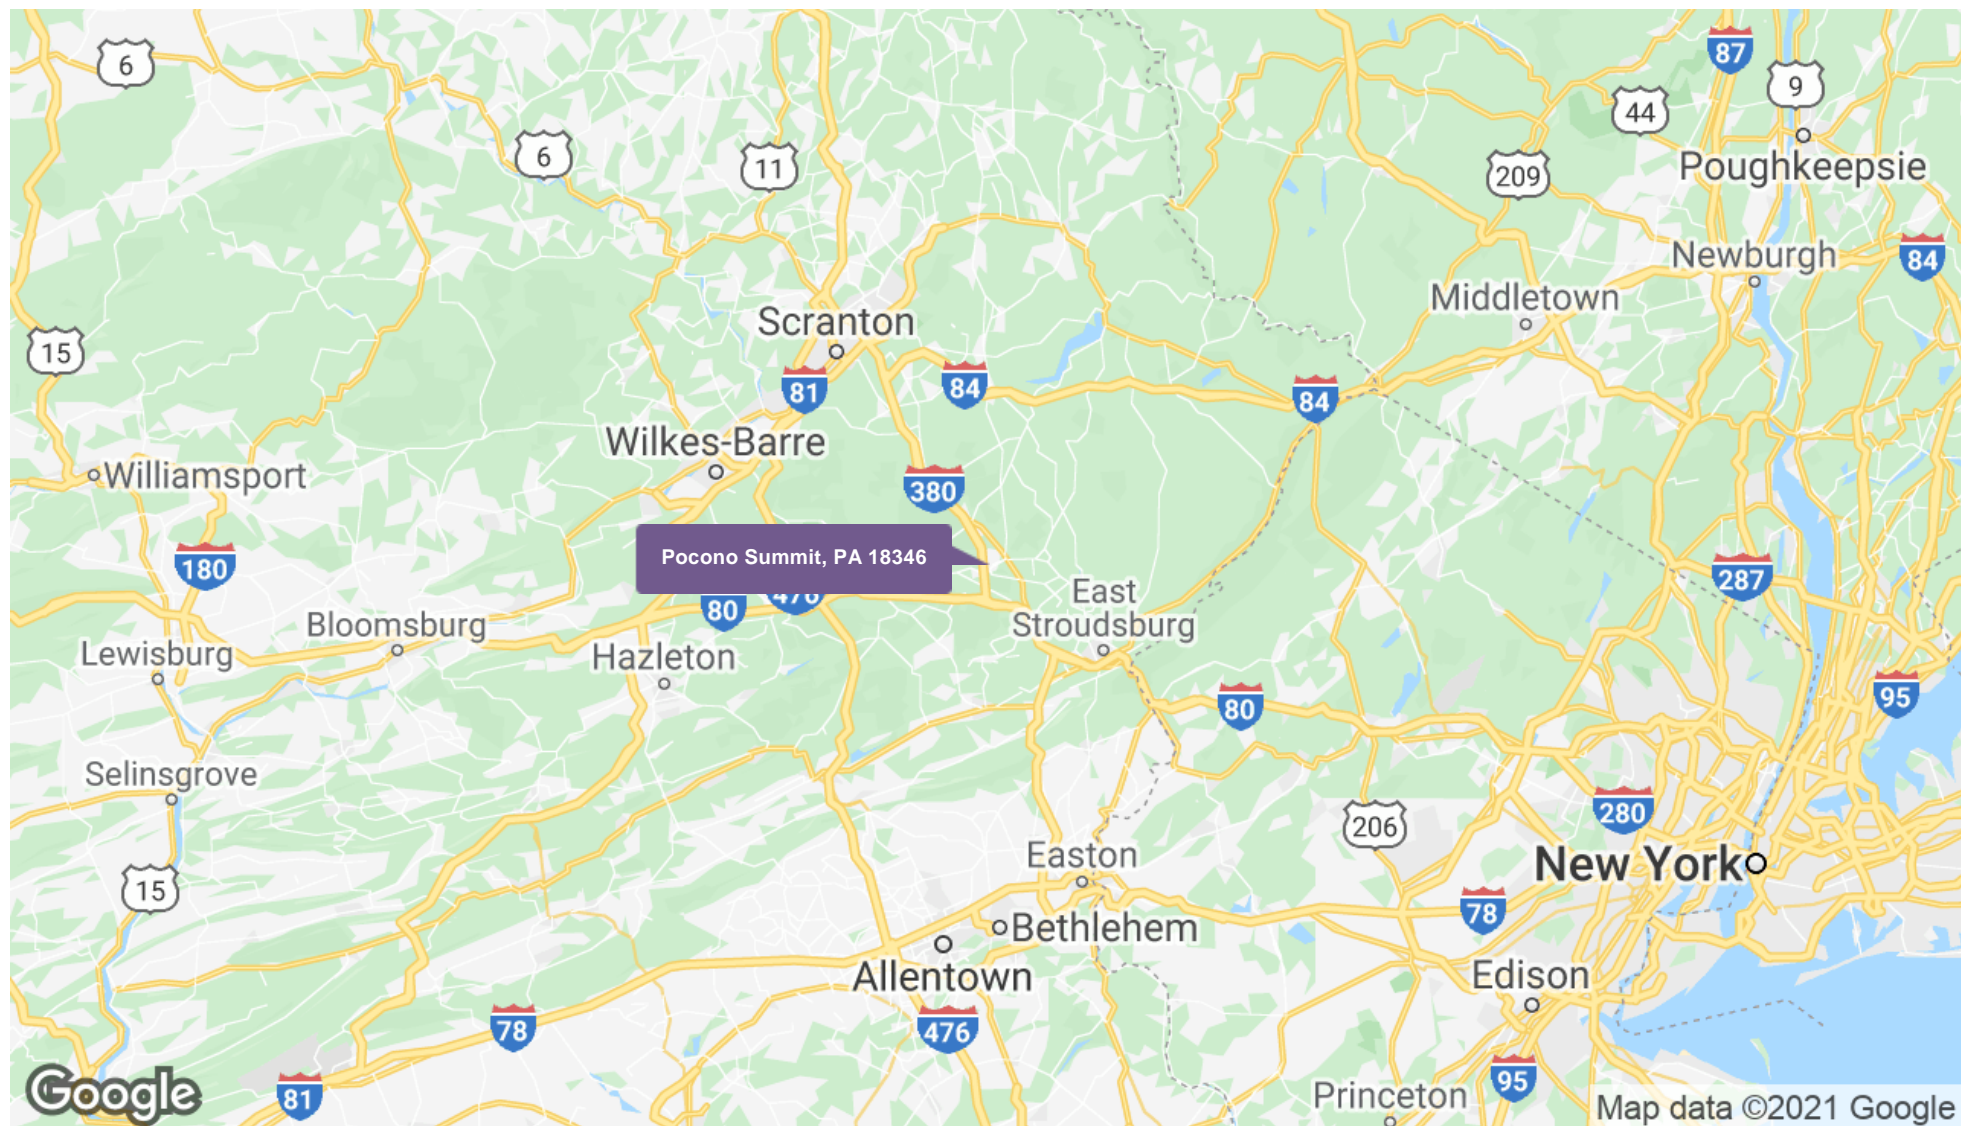 87
6
9
44
6
11
209
Poughkeepsie
Newburgh
84
Middletown
Scranton
15
81
84
84
Wilkes-Barre
Williamsport
380
Pocono Summit, PA 18346
180
287
476
80
East
Stroudsburg
Bloomsburg
Lewisburg
Hazleton
95
80
Selinsgrove
280
206
Easton
New York
15
78
Bethlehem
Allentown
Edison
78
476
95
Google
81
Princeton
Map data ©2021 Google